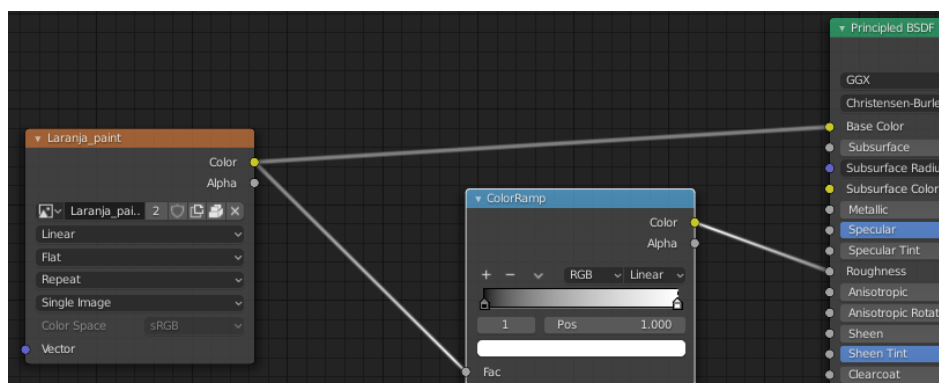 Principled BSDF
GGX
Christensen-Burle
Base Color
Subsurface
Subsurface Radiu
Subsurface Color
Metallic
Specular
Specular Tint
Roughness
Anisotropic
Anisotropic Rotat
Sheen
Sheen Tint
Clearcoat
Laranja_paint
Color
Alpha
Laranja_pai.. 2
Linear
Flat
Repeat
Single Image
Color Space sRGB
Vector
ColorRamp
Color
Alpha
RGB Linear
1 Pos 1.000
Fac